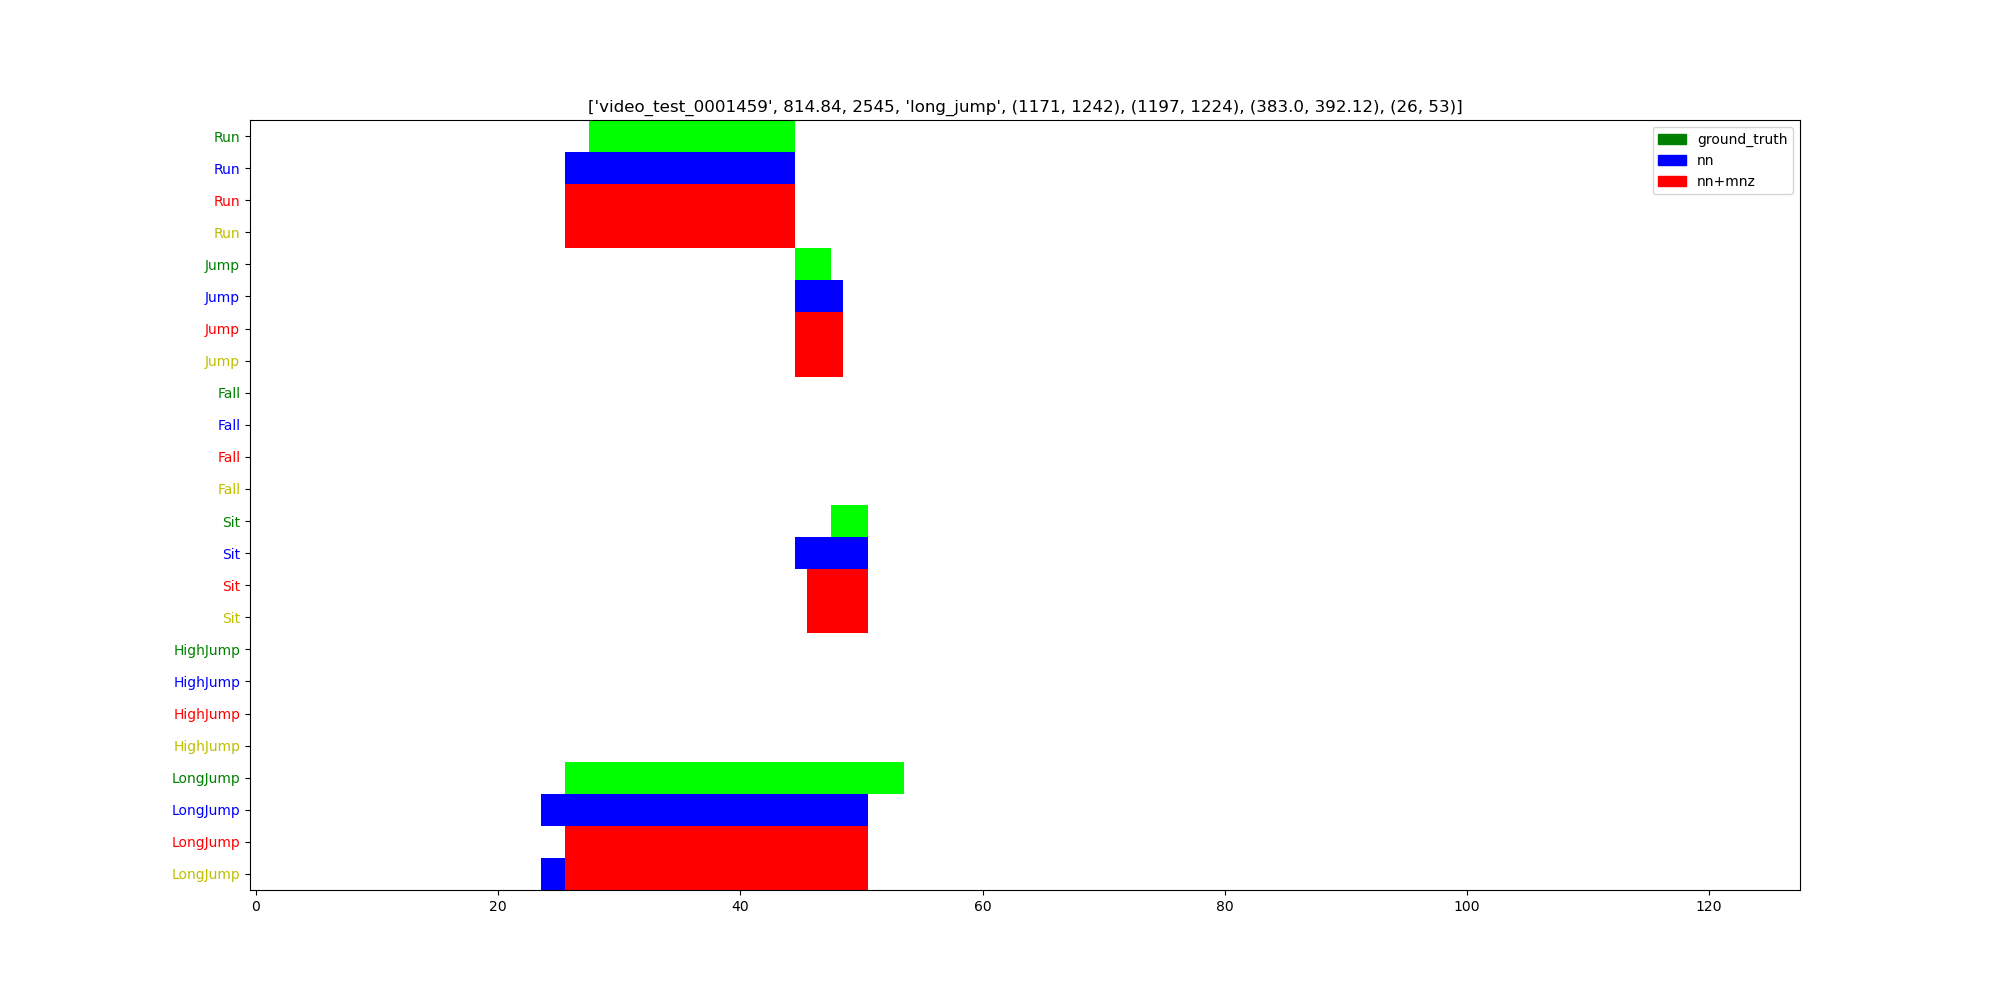 ['video_test_0001459', 814.84, 2545, 'long_jump', (1171, 1242), (1197, 1224), (383.0, 392.12), (26, 53)]
ground_truth
nn
nn+mnz
Run
Run
Run
Run
Jump
Jump
Jump
Jump
Fall
Fall
Fall
Fall
Sit
Sit
Sit
Sit
HighJump
HighJump
HighJump
HighJump
LongJump
LongJump
LongJump
LongJump
0 20 40 60 80 100 120